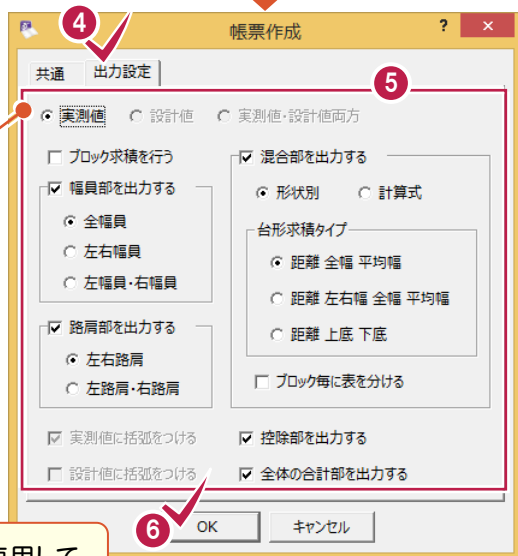 4
帳票作成
?
×
共通
出力設定
5
実測値
設計値
実測値・設計値両方
ブロック求積を行う
幅員部を出力する
全幅員
左右幅員
左幅員・右幅員
路肩部を出力する
左右路肩
左路肩・右路肩
混合部を出力する
形状別
計算式
台形求積タイプ
距離 全幅 平均幅
距離 左右幅 全幅 平均幅
距離 上底 下底
ブロック毎に表を分ける
実測値に括弧をつける
控除部を出力する
設計値に括弧をつける
全体の合計部を出力する
6
OK
キャンセル
使用して